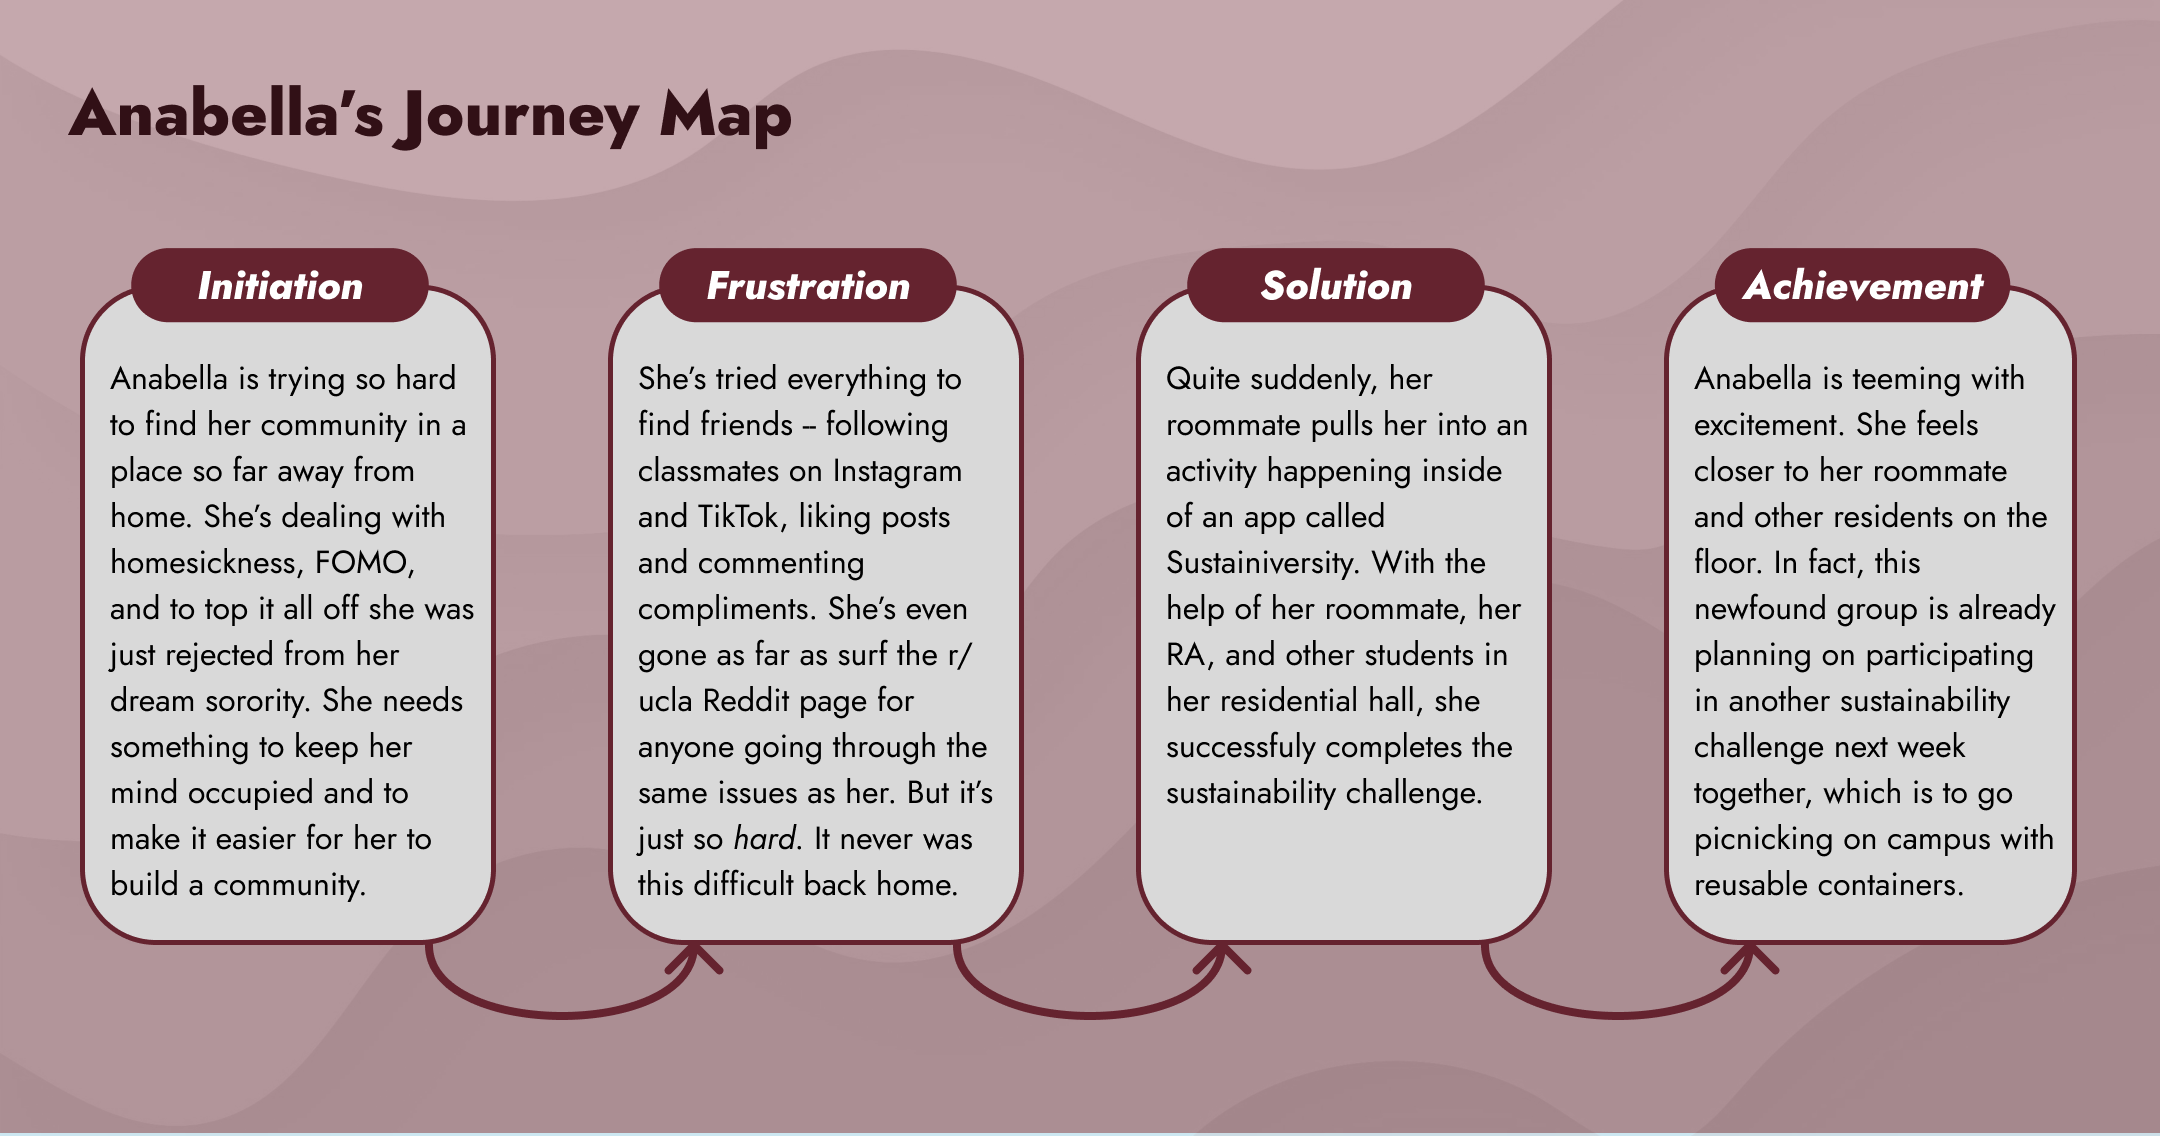 Anabella's Journey Map
Initiation
Anabella is trying so hard
to find her community in a
place so far away from
home. She's dealing with
homesickness, FOMO,
and to top it all off she was
just rejected from her
dream sorority. She needs
something to keep her
mind occupied and to
make it easier for her to
build a community.
Frustration
She's tried everything to
find friends – following
classmates on Instagram
and TikTok, liking posts
and commenting
compliments. She's even
gone as far as surf the r/
ucla Reddit page for
anyone going through the
same issues as her. But it's
just so hard. It never was
this difficult back home.
Solution
Quite suddenly, her
roommate pulls her into an
activity happening inside
of an app called
Sustainiversity. With the
help of her roommate, her
RA, and other students in
her residential hall, she
successfuly completes the
sustainability challenge.
Achievement
Anabella is teeming with
excitement. She feels
closer to her roommate
and other residents on the
floor. In fact, this
newfound group is already
planning on participating
in another sustainability
challenge next week
together, which is to go
picnicking on campus with
reusable containers.